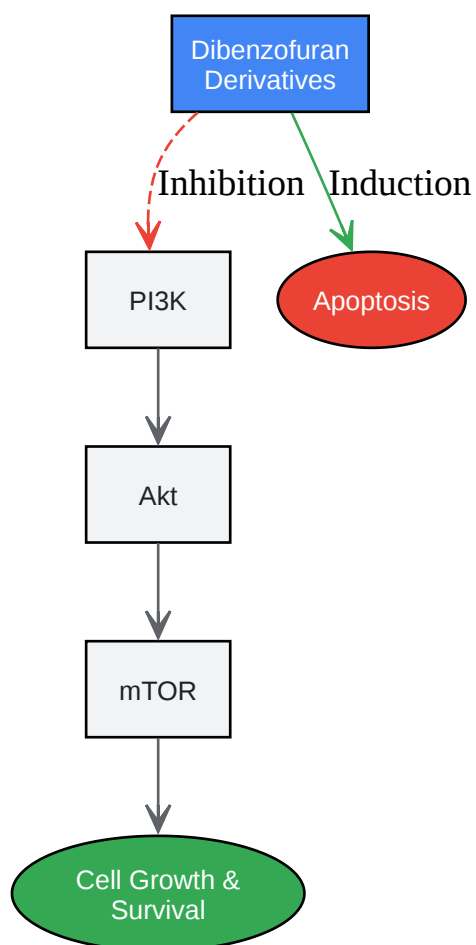 Dibenzofuran
Derivatives
Inhibition
Induction
PI3K
Apoptosis
Akt
mTOR
Cell Growth &
Survival